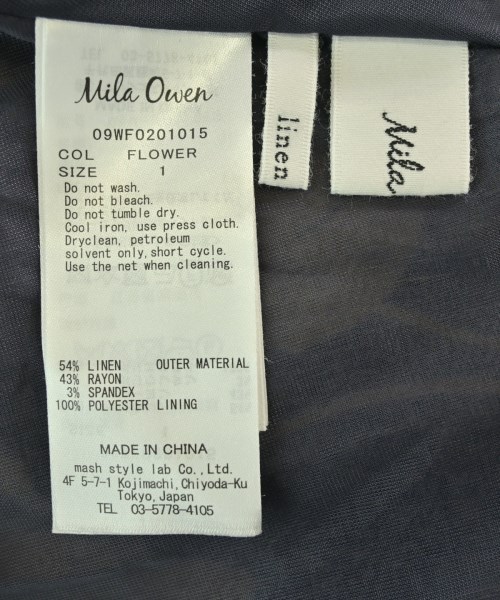 Mila Owen
09WF0201015
COL FLOWER
SIZE 1
Do not wash.
Do not bleach.
Do not tumble dry.
Cool iron, use press cloth.
Dryclean, petroleum
solvent only, short cycle.
Use the net when cleaning.
54% LINEN OUTER MATERIAL
43% RAYON
3% SPANDEX
100% POLYESTER LINING
MADE IN CHINA
mash style lab Co., Ltd.
4F 5-7-1 Kojimachi, Chiyoda-Ku
Tokyo, Japan
TEL 03-5778-4105
linen
Mila